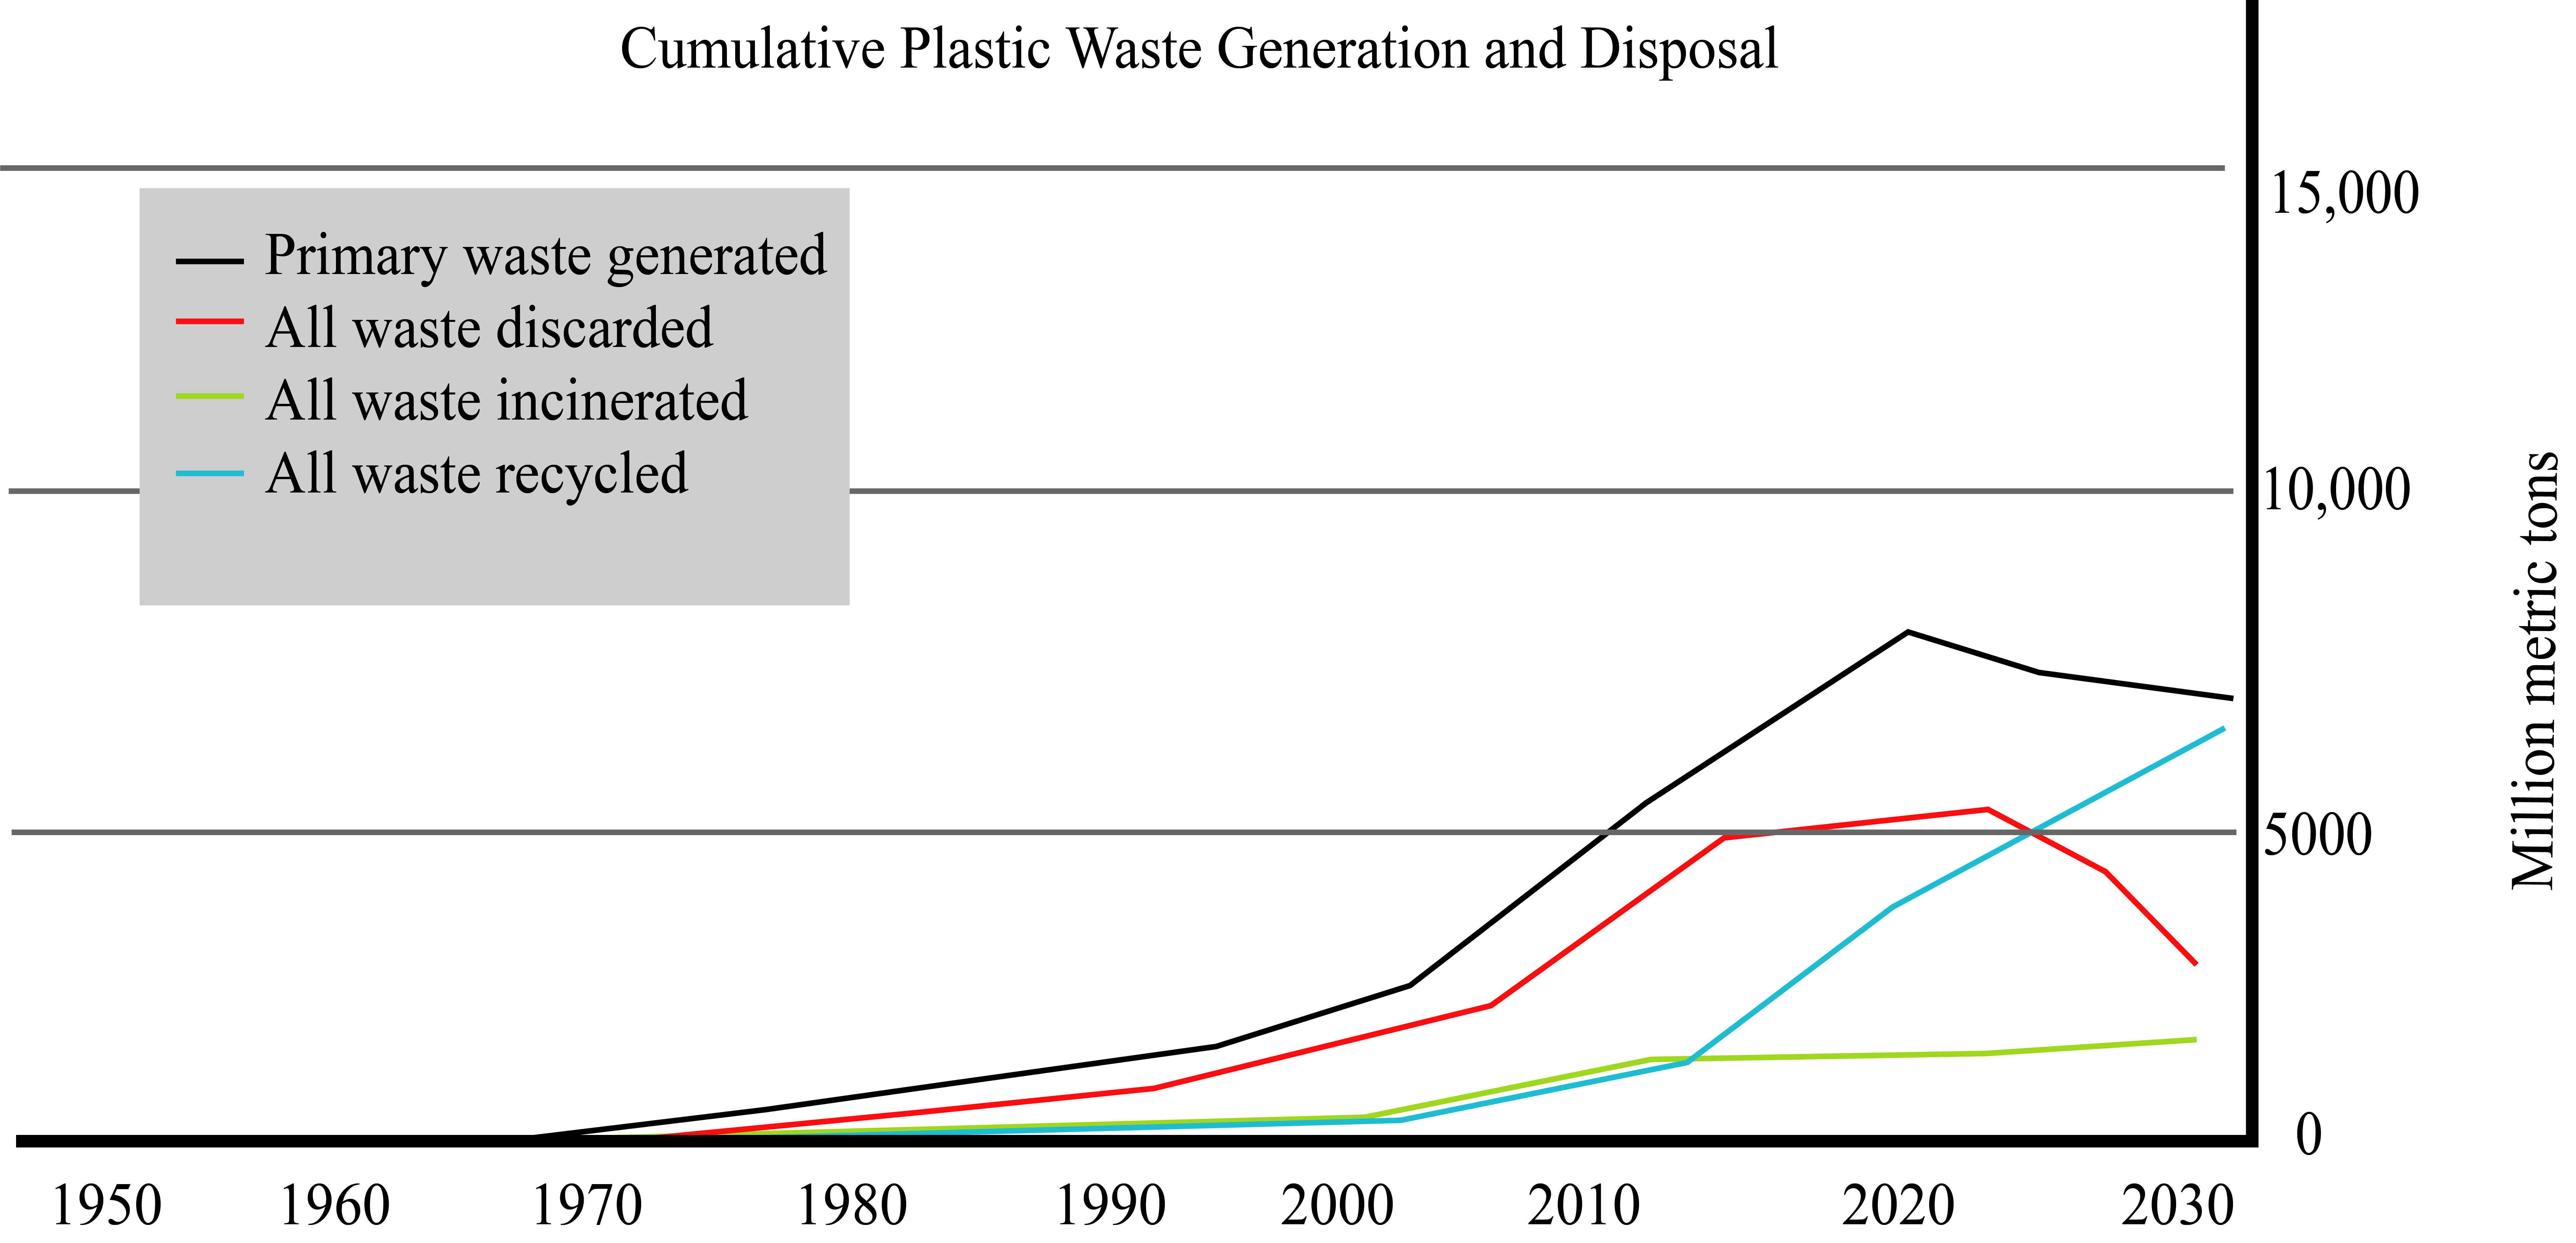 Cumulative Plastic Waste Generation and Disposal
Primary waste generated
All waste discarded
All waste incinerated
All waste recycled
15,000
10,000
5000
0
Million metric tons
1950 1960 1970 1980 1990 2000 2010 2020 2030